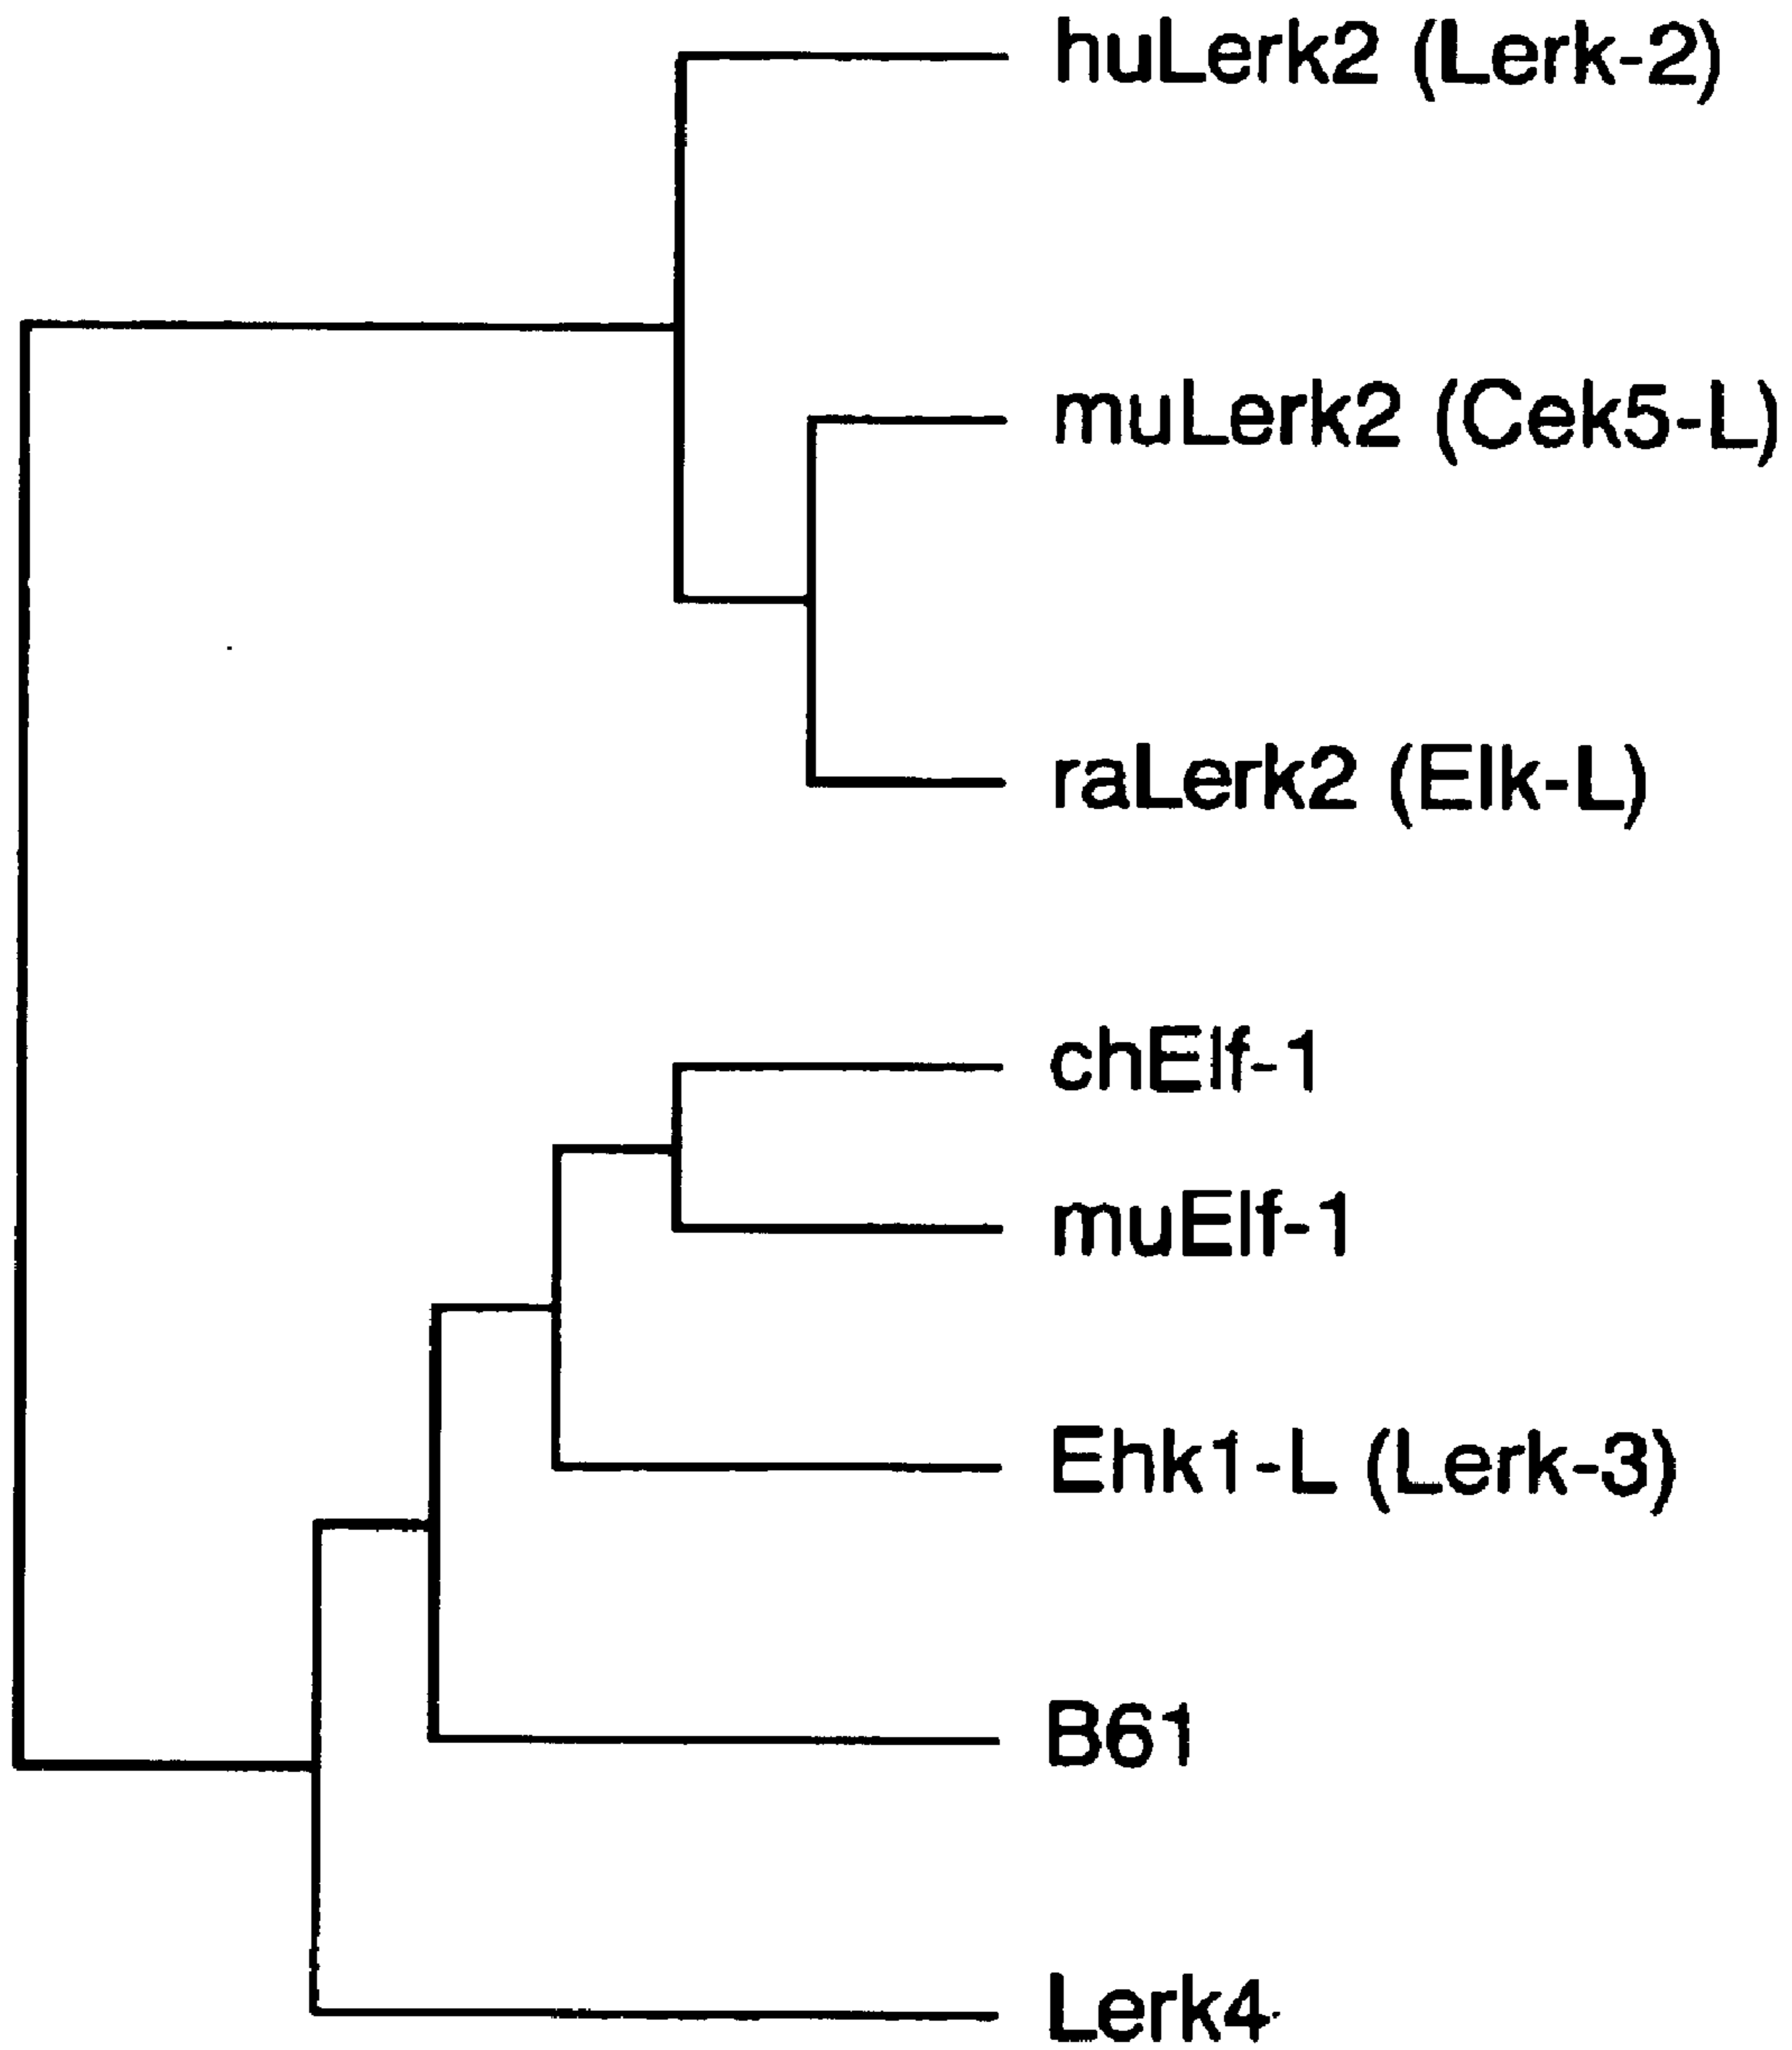 huLerk2 (Lerk-2)
muLerk2 (Cek5-L)
raLerk2 (Elk-L)
chElf-1
muElf-1
Ehk1-L (Lerk-3)
B61
Lerk4